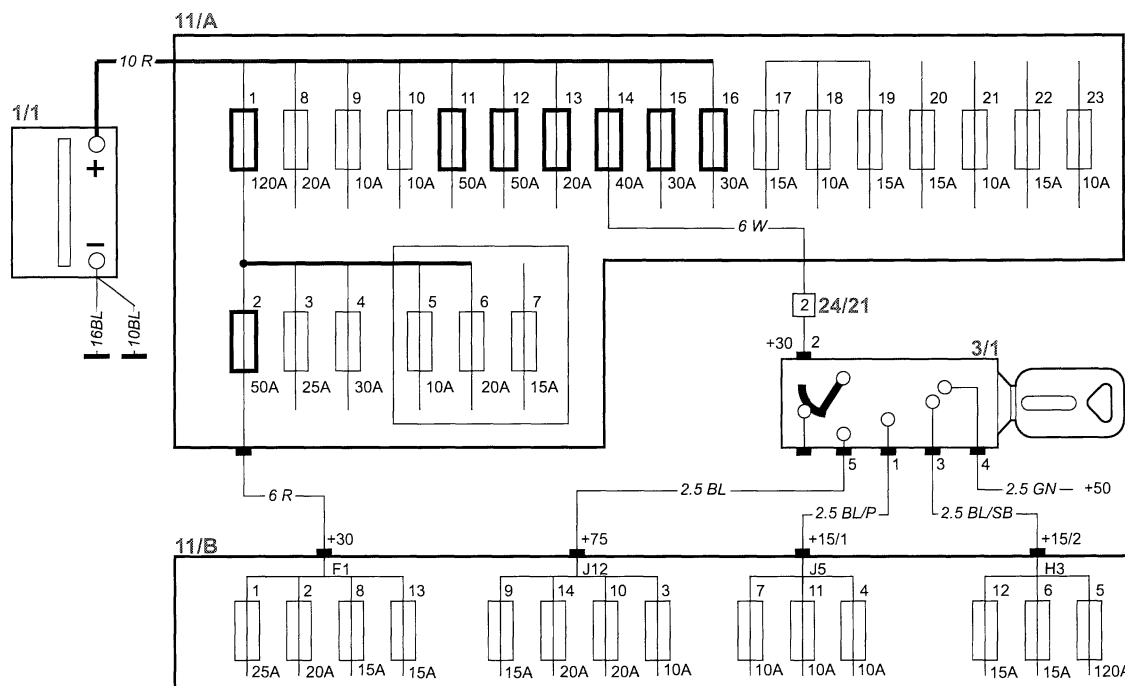 11/A
10 R
1 8 9 10 11 12 13 14 15 16 17 18 19 20 21 22 23
1/1
+
120A 20A 10A 10A 50A 50A 20A 40A 30A 30A 15A 10A 15A 15A 10A 15A 10A
6 W
–
2 3 4 5 6 7
2 24/21
16BL 10BL
+30 2 3/1
50A 25A 30A 10A 20A 15A
5 1 3 4
6 R 2.5 BL 2.5 GN +50
2.5 BL/P 2.5 BL/SB
11/B +30 +75 +15/1 +15/2
F1 J12 J5 H3
1 2 8 13 9 14 10 3 7 11 4 12 6 5
25A 20A 15A 15A 15A 20A 20A 10A 10A 10A 10A 15A 15A 120A